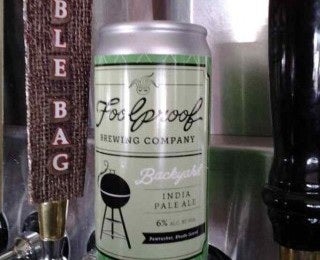 BLE BAG
Foolproof
BREWING COMPANY
Backyahd
INDIA
PALE ALE
6% ALC. BY VOL.
Pawtucket, Rhode Island